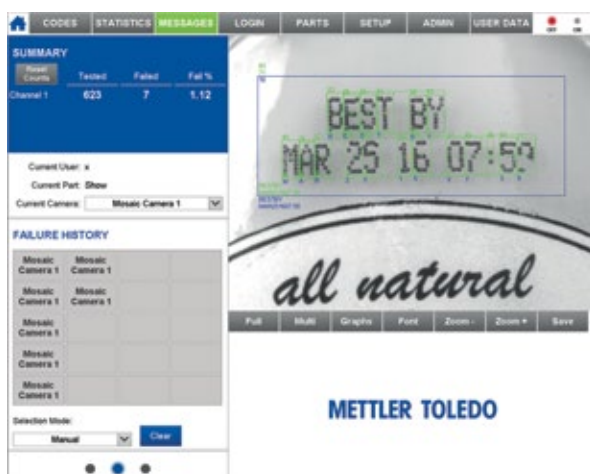 CODES STATISTICS MESSAGES LOGIN PARTS SETUP ADMIN USER DATA OFF ON
SUMMARY
Reset Counts Tested Failed Fail %
Channel 1 623 7 1.12
Current User: x
Current Part: Show
Current Camera: Mosaic Camera 1
FAILURE HISTORY
Mosaic Camera 1 Mosaic Camera 1
Mosaic Camera 1 Mosaic Camera 1
Mosaic Camera 1
Mosaic Camera 1
Mosaic Camera 1
Selection Mode:
Manual Clear
BEST BY
MAR 25 16 07:59
all natural
Full Multi Graphs Font Zoom - Zoom + Save
METTLER TOLEDO